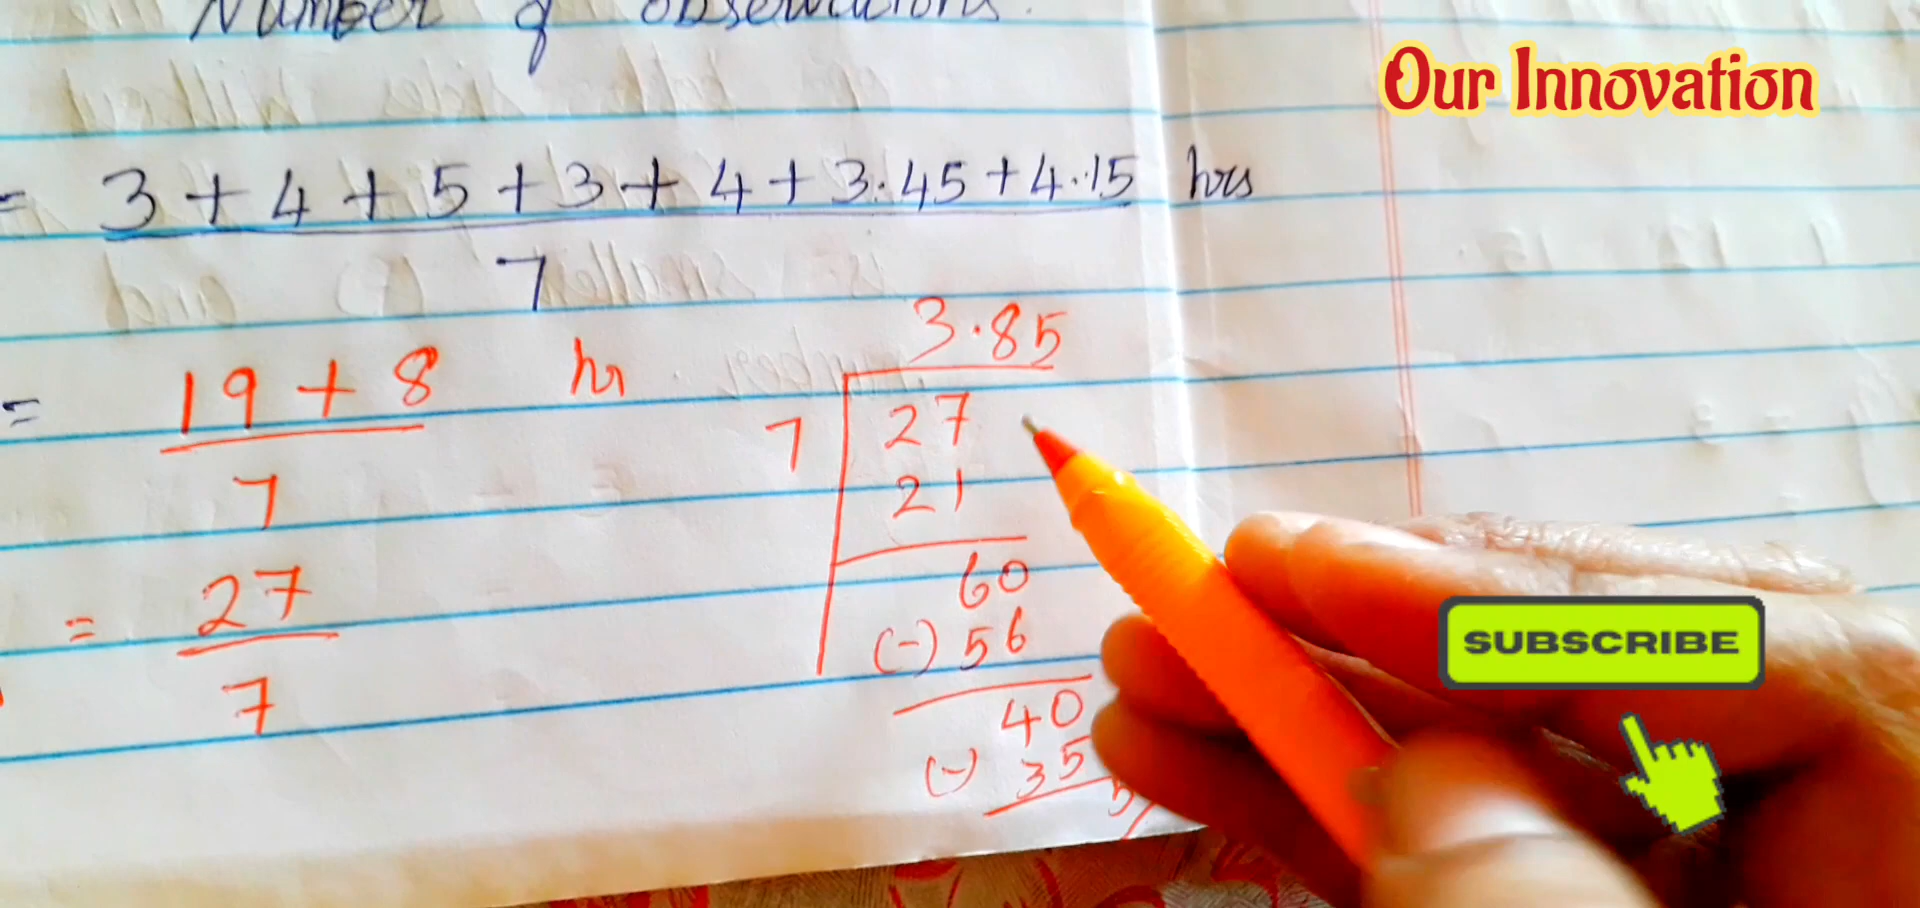 Number of observations.
Our Innovation
= 3 + 4 + 5 + 3 + 4 + 3.45 + 4.15 hrs
7
3.85
= 19 + 8 hr
7
7 27
21
60
= 27
7
(-) 56
40
(-) 35
5
SUBSCRIBE